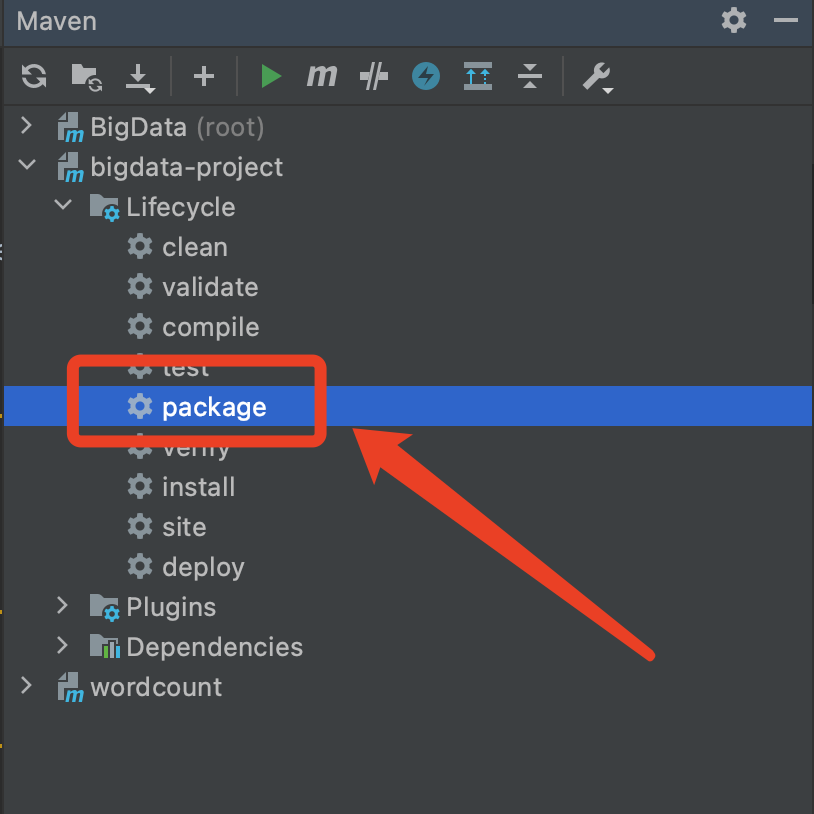 Maven
BigData (root)
bigdata-project
Lifecycle
clean
validate
compile
test
package
verify
install
site
deploy
Plugins
Dependencies
wordcount